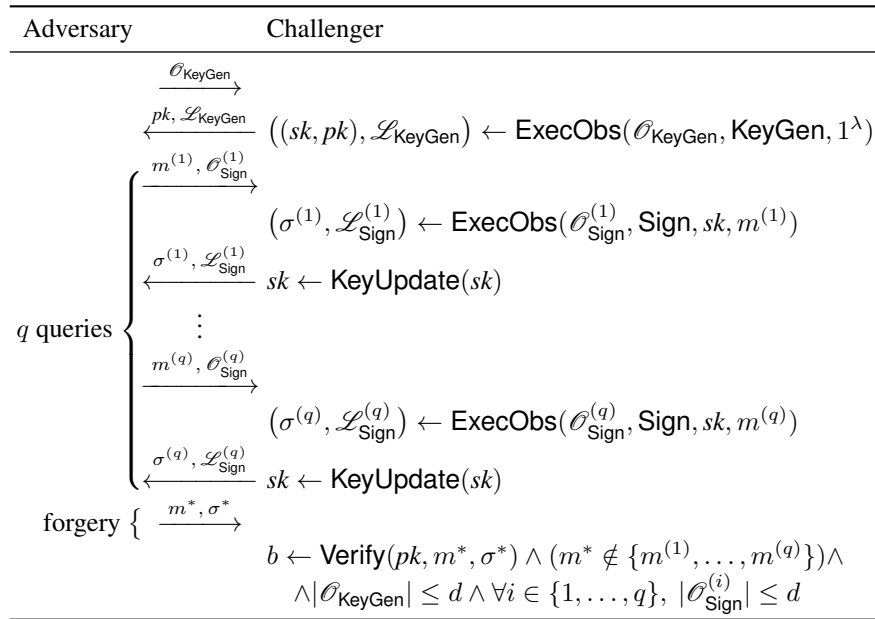 Adversary Challenger
𝒪_KeyGen
pk, ℒ_KeyGen ((sk, pk), ℒ_KeyGen) ← ExecObs(𝒪_KeyGen, KeyGen, 1^λ)
m^(1), 𝒪_Sign^(1)
(σ^(1), ℒ_Sign^(1)) ← ExecObs(𝒪_Sign^(1), Sign, sk, m^(1))
σ^(1), ℒ_Sign^(1) sk ← KeyUpdate(sk)
q queries { ⋮
m^(q), 𝒪_Sign^(q)
(σ^(q), ℒ_Sign^(q)) ← ExecObs(𝒪_Sign^(q), Sign, sk, m^(q))
σ^(q), ℒ_Sign^(q) sk ← KeyUpdate(sk)
forgery { m*, σ*
b ← Verify(pk, m*, σ*) ∧ (m* ∉ {m^(1), …, m^(q)})∧
∧|𝒪_KeyGen| ≤ d ∧ ∀i ∈ {1, …, q}, |𝒪_Sign^(i)| ≤ d